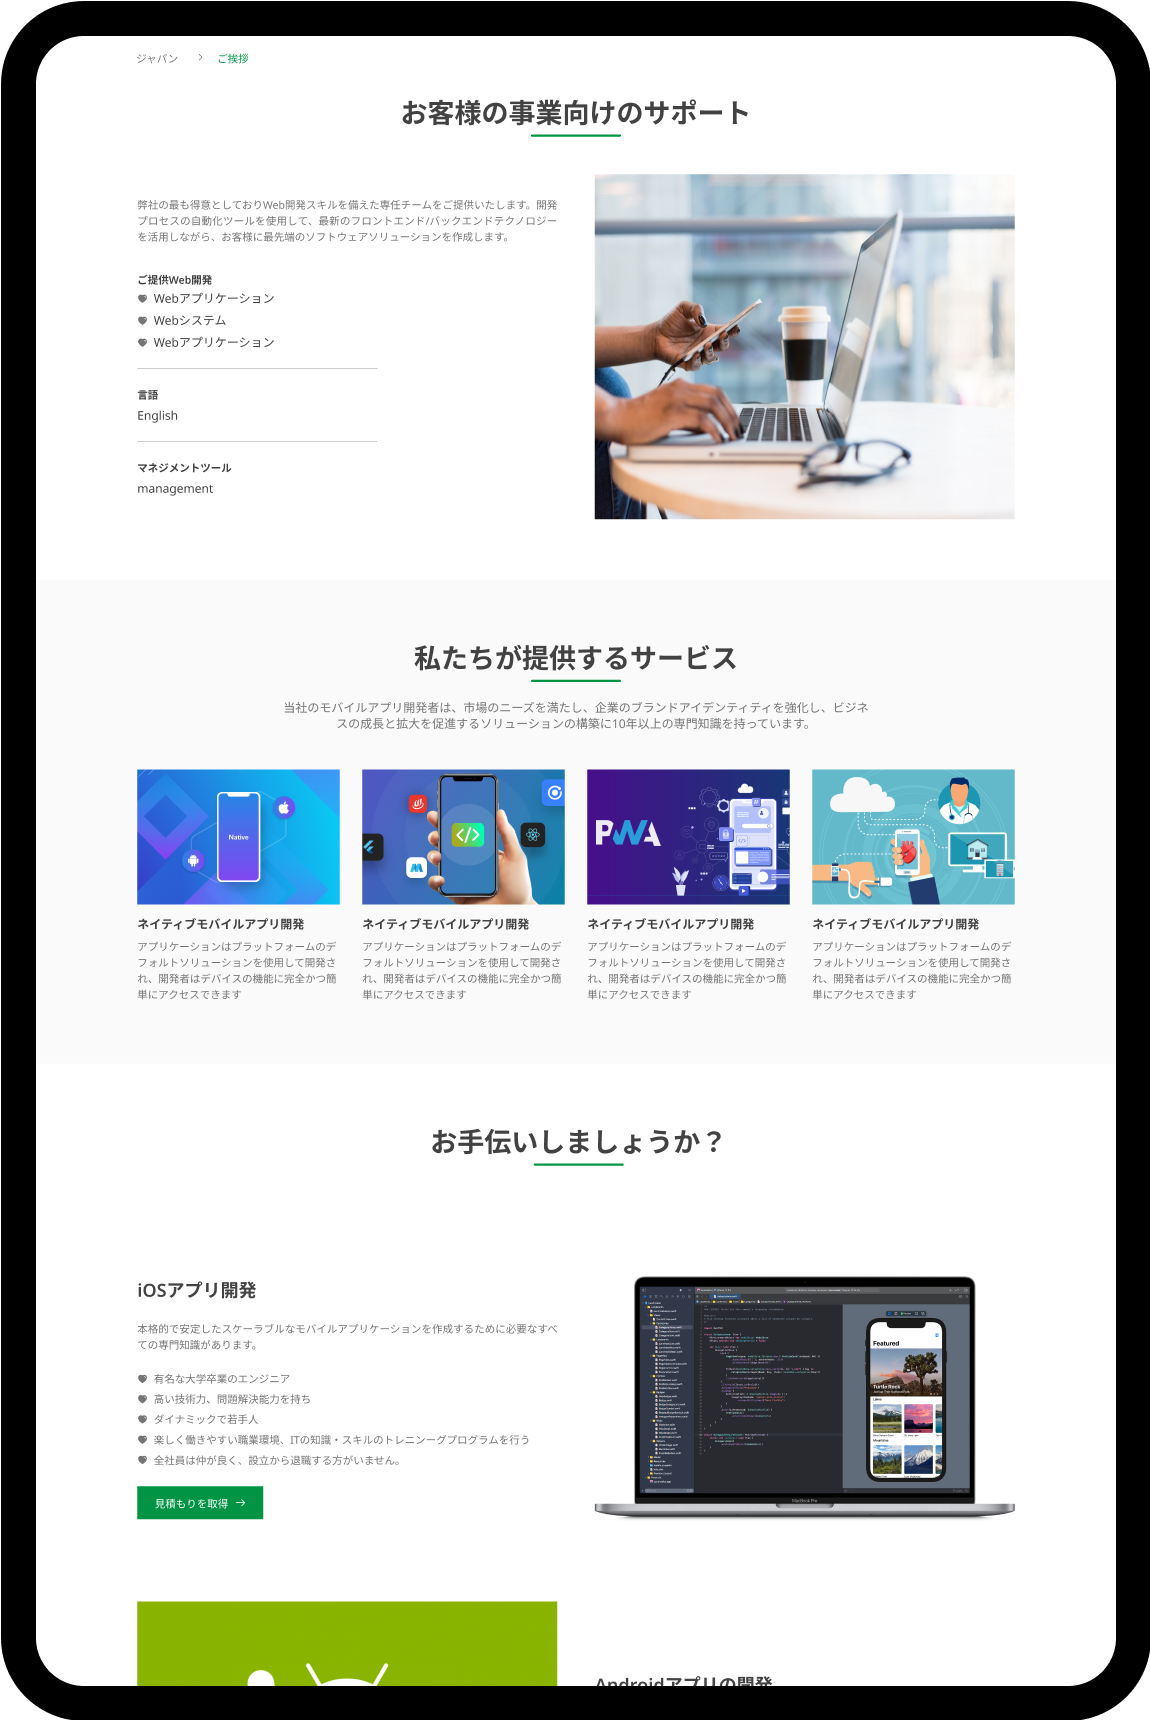 ジャパン > ご挨拶
お客様の事業向けのサポート
弊社の最も得意としておりWeb開発スキルを備えた専任チームをご提供いたします。開発
プロセスの自動化ツールを使用して、最新のフロントエンド/バックエンドテクノロジー
を活用しながら、お客様に最先端のソフトウェアソリューションを作成します。
ご提供Web開発
Webアプリケーション
Webシステム
Webアプリケーション
言語
English
マネジメントツール
management
私たちが提供するサービス
当社のモバイルアプリ開発者は、市場のニーズを満たし、企業のブランドアイデンティティを強化し、ビジネ
スの成長と拡大を促進するソリューションの構築に10年以上の専門知識を持っています。
Native
</>
PWA
ネイティブモバイルアプリ開発
アプリケーションはプラットフォームのデ
フォルトソリューションを使用して開発さ
れ、開発者はデバイスの機能に完全かつ簡
単にアクセスできます
ネイティブモバイルアプリ開発
アプリケーションはプラットフォームのデ
フォルトソリューションを使用して開発さ
れ、開発者はデバイスの機能に完全かつ簡
単にアクセスできます
ネイティブモバイルアプリ開発
アプリケーションはプラットフォームのデ
フォルトソリューションを使用して開発さ
れ、開発者はデバイスの機能に完全かつ簡
単にアクセスできます
ネイティブモバイルアプリ開発
アプリケーションはプラットフォームのデ
フォルトソリューションを使用して開発さ
れ、開発者はデバイスの機能に完全かつ簡
単にアクセスできます
お手伝いしましょうか？
iOSアプリ開発
本格的で安定したスケーラブルなモバイルアプリケーションを作成するために必要なすべ
ての専門知識があります。
有名な大学卒業のエンジニア
高い技術力、問題解決能力を持ち
ダイナミックで若手人
楽しく働きやすい職業環境、ITの知識・スキルのトレニンーグプログラムを行う
全社員は仲が良く、設立から退職する方がいません。
見積もりを取得 →
Featured
Turtle Rock
MacBook Pro
Androidアプリの開発